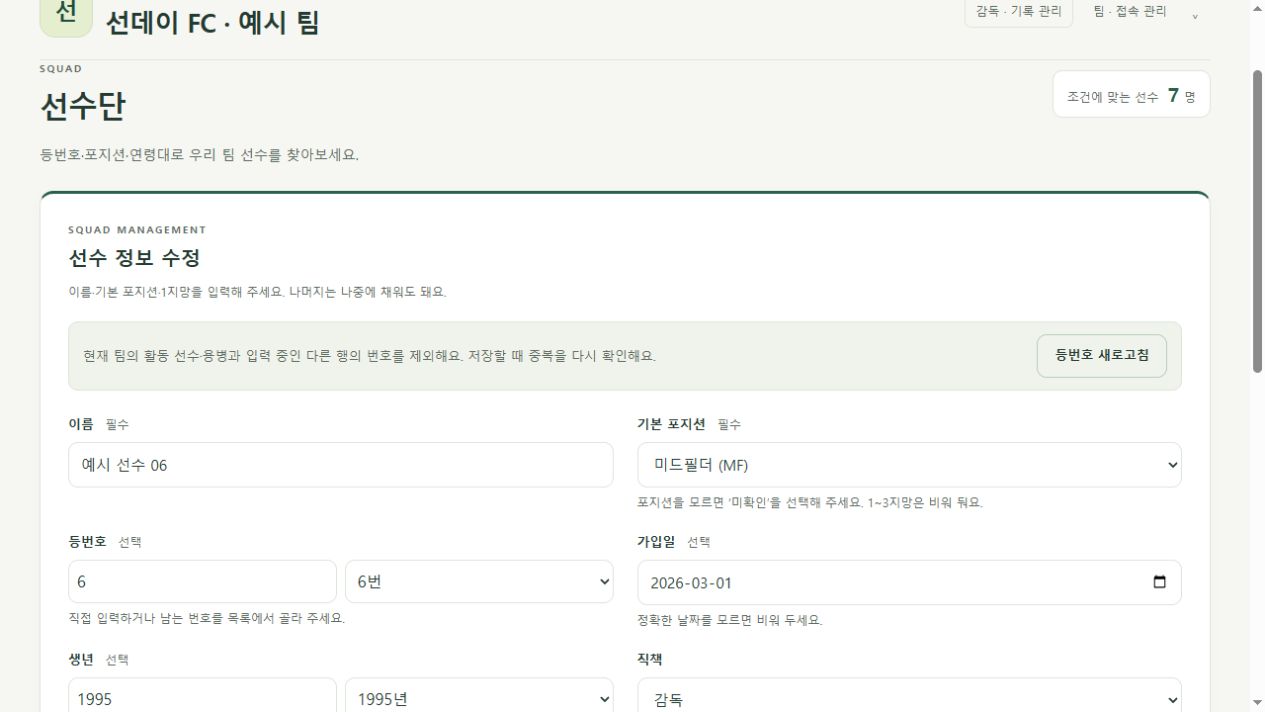 선
선데이 FC · 예시 팀
감독 · 기록 관리
팀 · 접속 관리
SQUAD
선수단
조건에 맞는 선수 7 명
등번호·포지션·연령대로 우리 팀 선수를 찾아보세요.
SQUAD MANAGEMENT
선수 정보 수정
이름·기본 포지션·1지망을 입력해 주세요. 나머지는 나중에 채워도 돼요.
현재 팀의 활동 선수·용병과 입력 중인 다른 행의 번호를 제외해요. 저장할 때 중복을 다시 확인해요.
등번호 새로고침
이름 필수
기본 포지션 필수
예시 선수 06
미드필더 (MF)
포지션을 모르면 '미확인'을 선택해 주세요. 1~3지망은 비워 둬요.
등번호 선택
가입일 선택
6
6번
2026-03-01
직접 입력하거나 남는 번호를 목록에서 골라 주세요.
정확한 날짜를 모르면 비워 두세요.
생년 선택
직책
1995
1995년
감독